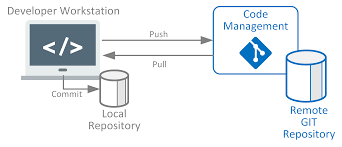 Developer Workstation
</>
Commit
Local
Repository
Push
Pull
Code
Management
Remote
GIT
Repository